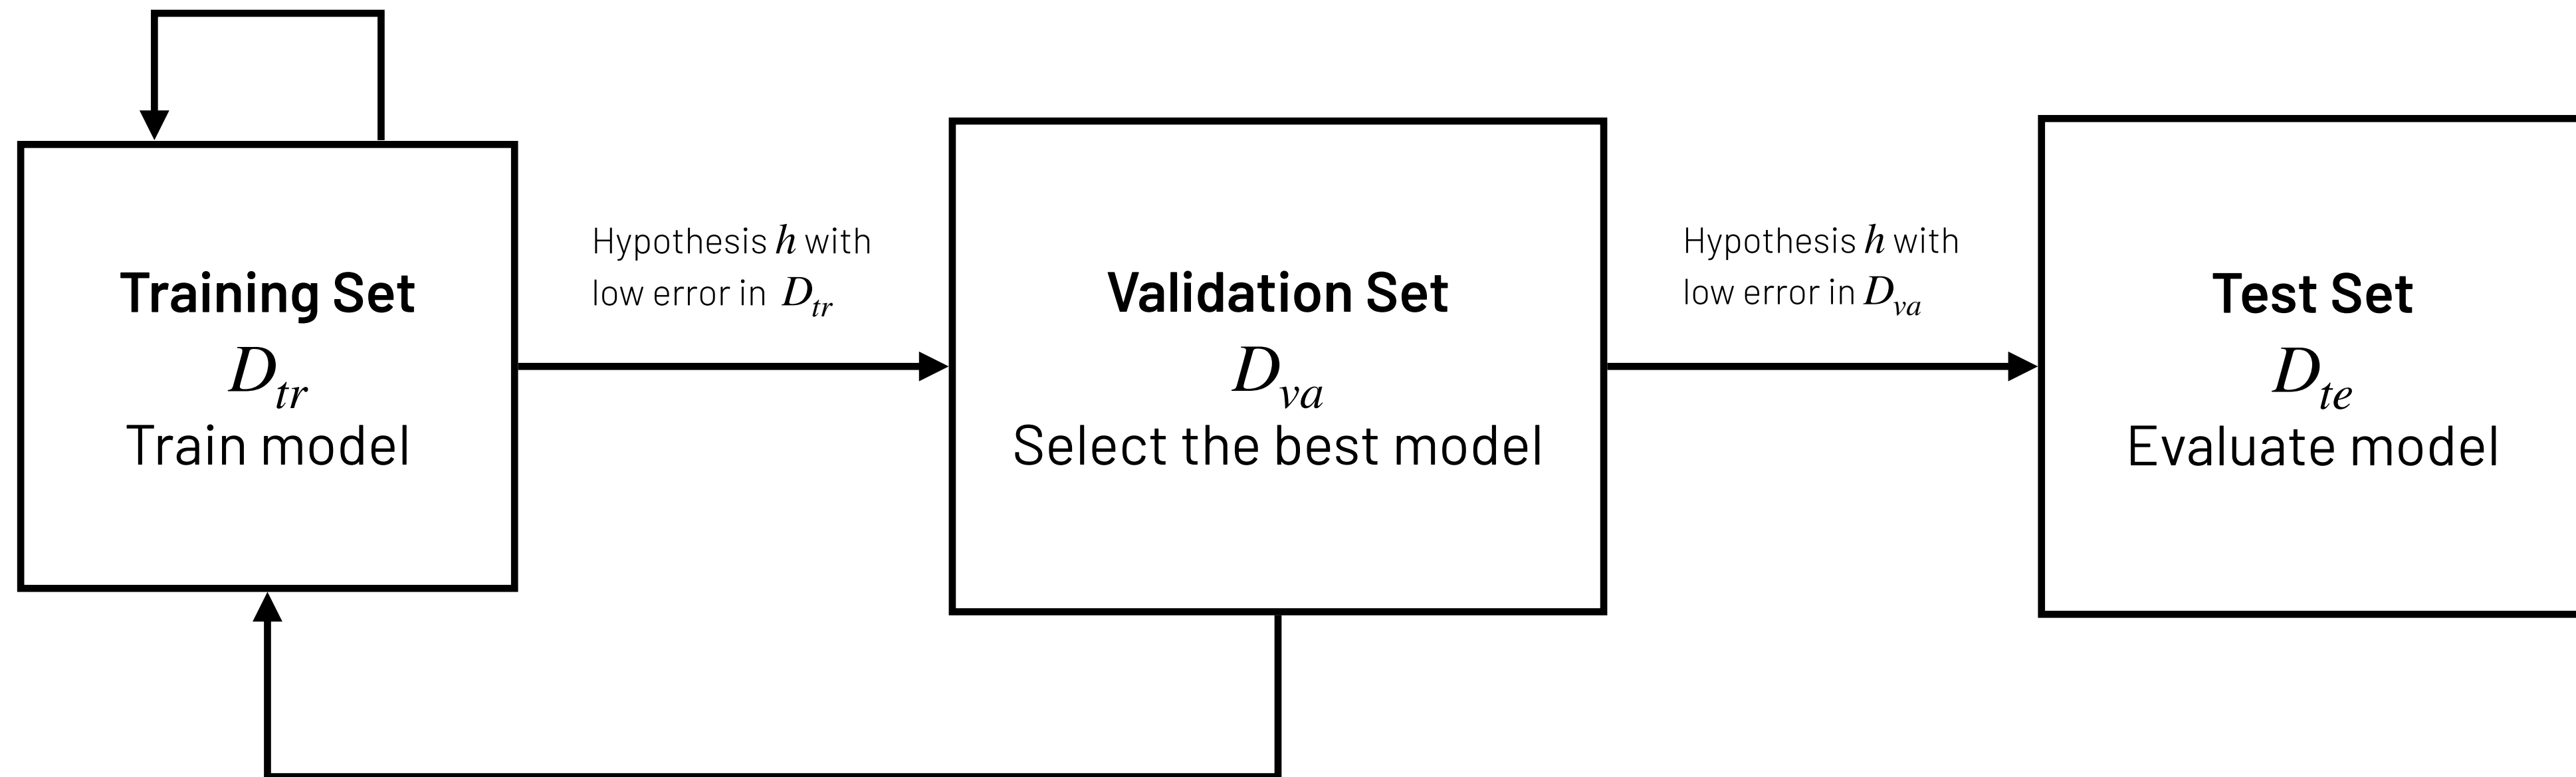 Hypothesis h with
low error in D_tr
Hypothesis h with
low error in D_va
Training Set
D_tr
Train model
Validation Set
D_va
Select the best model
Test Set
D_te
Evaluate model